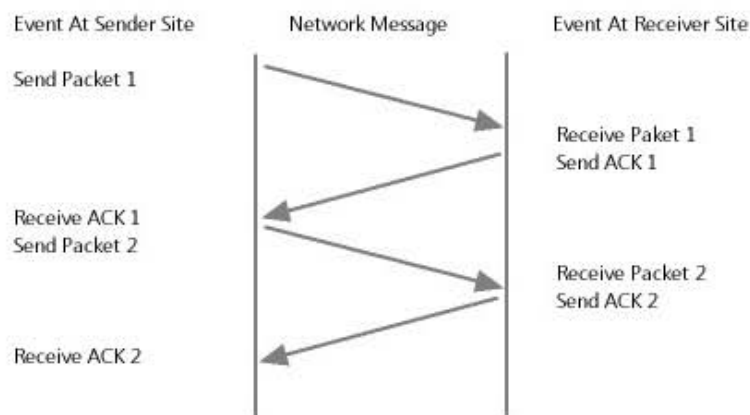 Event At Sender Site
Network Message
Event At Receiver Site
Send Packet 1
Receive Paket 1
Send ACK 1
Receive ACK 1
Send Packet 2
Receive Packet 2
Send ACK 2
Receive ACK 2